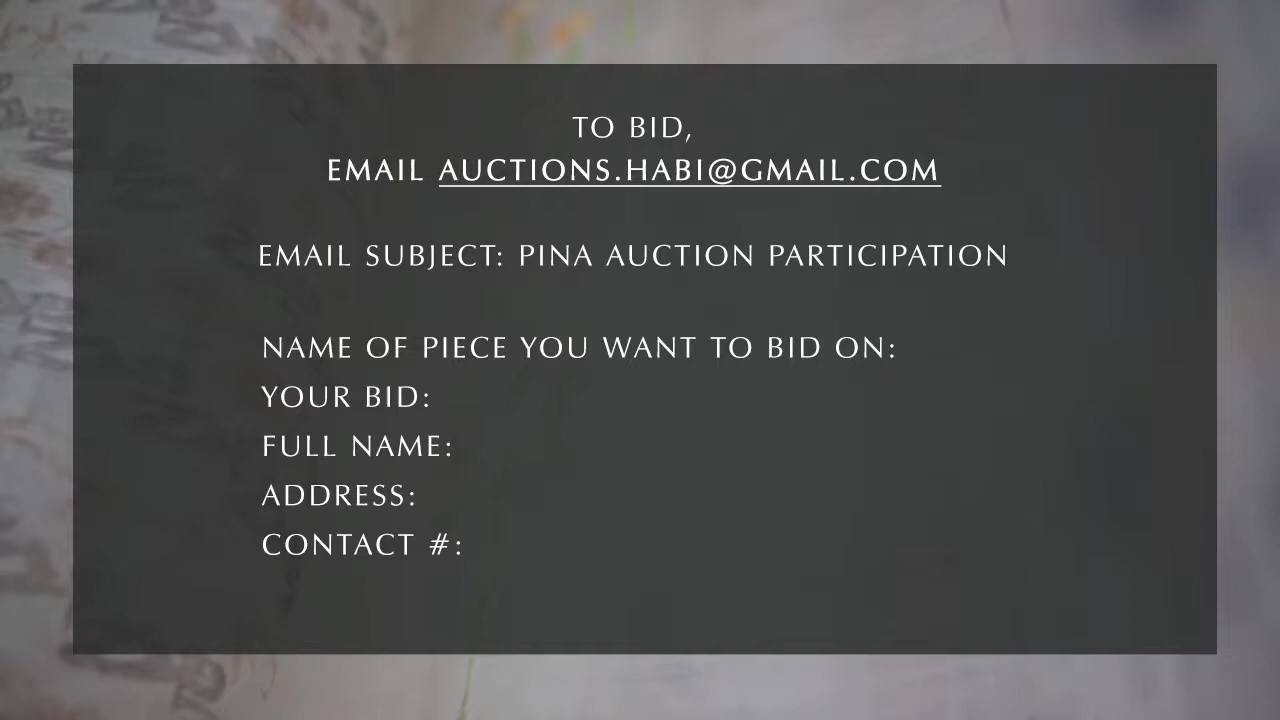 TO BID,
EMAIL AUCTIONS.HABI@GMAIL.COM
EMAIL SUBJECT: PINA AUCTION PARTICIPATION
NAME OF PIECE YOU WANT TO BID ON:
YOUR BID:
FULL NAME:
ADDRESS:
CONTACT #: